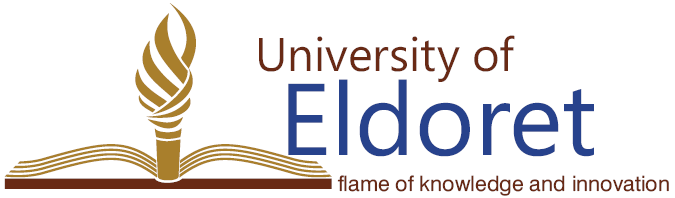 University of
Eldoret
flame of knowledge and innovation